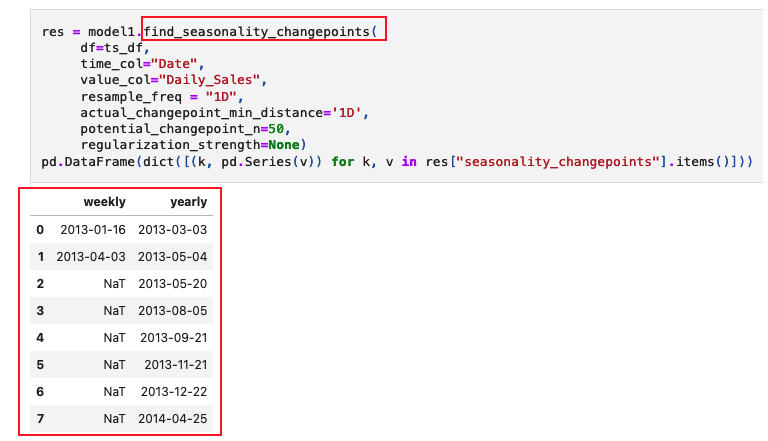 res = model1.find_seasonality_changepoints(
df=ts_df,
time_col="Date",
value_col="Daily_Sales",
resample_freq = "1D",
actual_changepoint_min_distance='1D',
potential_changepoint_n=50,
regularization_strength=None)
pd.DataFrame(dict([(k, pd.Series(v)) for k, v in res["seasonality_changepoints"].items()]))
weekly yearly
0 2013-01-16 2013-03-03
1 2013-04-03 2013-05-04
2 NaT 2013-05-20
3 NaT 2013-08-05
4 NaT 2013-09-21
5 NaT 2013-11-21
6 NaT 2013-12-22
7 NaT 2014-04-25